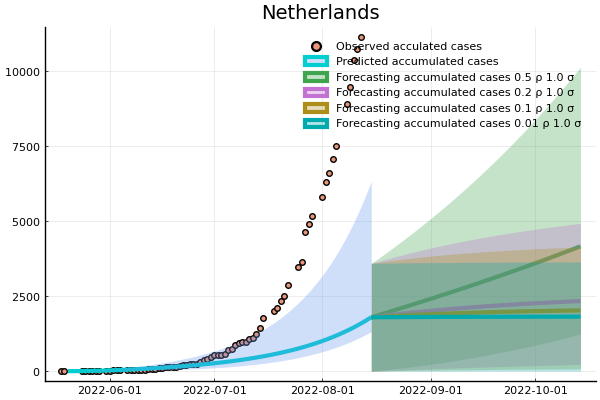 Netherlands
Observed acculated cases
Predicted accumulated cases
Forecasting accumulated cases 0.5 ρ 1.0 σ
Forecasting accumulated cases 0.2 ρ 1.0 σ
Forecasting accumulated cases 0.1 ρ 1.0 σ
Forecasting accumulated cases 0.01 ρ 1.0 σ
10000
7500
5000
2500
0
2022-06-01 2022-07-01 2022-08-01 2022-09-01 2022-10-01